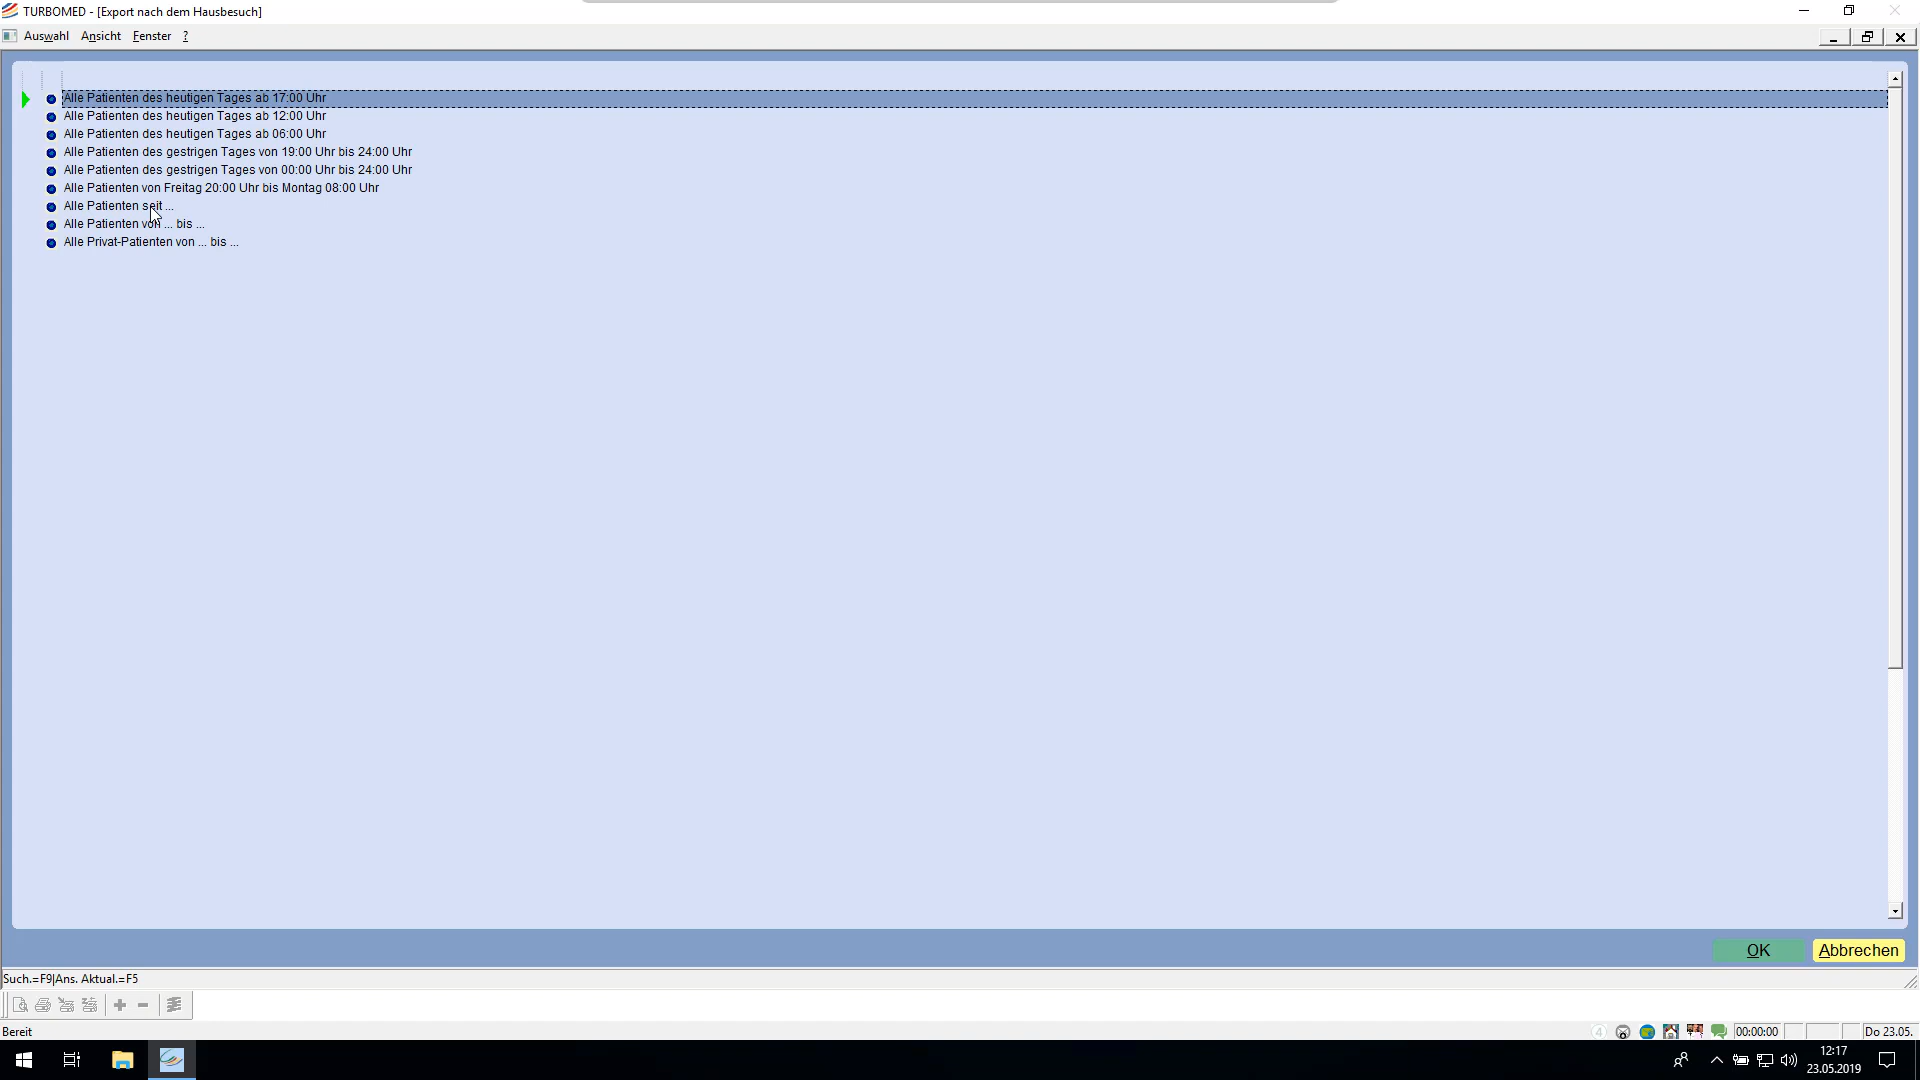 TURBOMED - [Export nach dem Hausbesuch]
Auswahl Ansicht Fenster ?
Alle Patienten des heutigen Tages ab 17:00 Uhr
Alle Patienten des heutigen Tages ab 12:00 Uhr
Alle Patienten des heutigen Tages ab 06:00 Uhr
Alle Patienten des gestrigen Tages von 19:00 Uhr bis 24:00 Uhr
Alle Patienten des gestrigen Tages von 00:00 Uhr bis 24:00 Uhr
Alle Patienten von Freitag 20:00 Uhr bis Montag 08:00 Uhr
Alle Patienten seit ...
Alle Patienten von ... bis ...
Alle Privat-Patienten von ... bis ...
OK Abbrechen
Such.=F9|Ans. Aktual.=F5
Bereit 4 00:00:00 Do 23.05.
12:17
23.05.2019